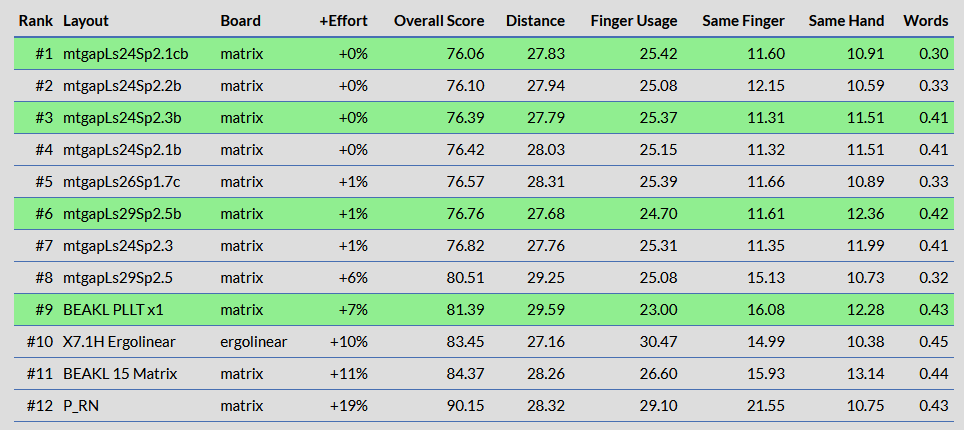 Rank Layout Board +Effort Overall Score Distance Finger Usage Same Finger Same Hand Words
#1 mtgapLs24Sp2.1cb matrix +0% 76.06 27.83 25.42 11.60 10.91 0.30
#2 mtgapLs24Sp2.2b matrix +0% 76.10 27.94 25.08 12.15 10.59 0.33
#3 mtgapLs24Sp2.3b matrix +0% 76.39 27.79 25.37 11.31 11.51 0.41
#4 mtgapLs24Sp2.1b matrix +0% 76.42 28.03 25.15 11.32 11.51 0.41
#5 mtgapLs26Sp1.7c matrix +1% 76.57 28.31 25.39 11.66 10.89 0.33
#6 mtgapLs29Sp2.5b matrix +1% 76.76 27.68 24.70 11.61 12.36 0.42
#7 mtgapLs24Sp2.3 matrix +1% 76.82 27.76 25.31 11.35 11.99 0.41
#8 mtgapLs29Sp2.5 matrix +6% 80.51 29.25 25.08 15.13 10.73 0.32
#9 BEAKL PLLT x1 matrix +7% 81.39 29.59 23.00 16.08 12.28 0.43
#10 X7.1H Ergolinear ergolinear +10% 83.45 27.16 30.47 14.99 10.38 0.45
#11 BEAKL 15 Matrix matrix +11% 84.37 28.26 26.60 15.93 13.14 0.44
#12 P_RN matrix +19% 90.15 28.32 29.10 21.55 10.75 0.43